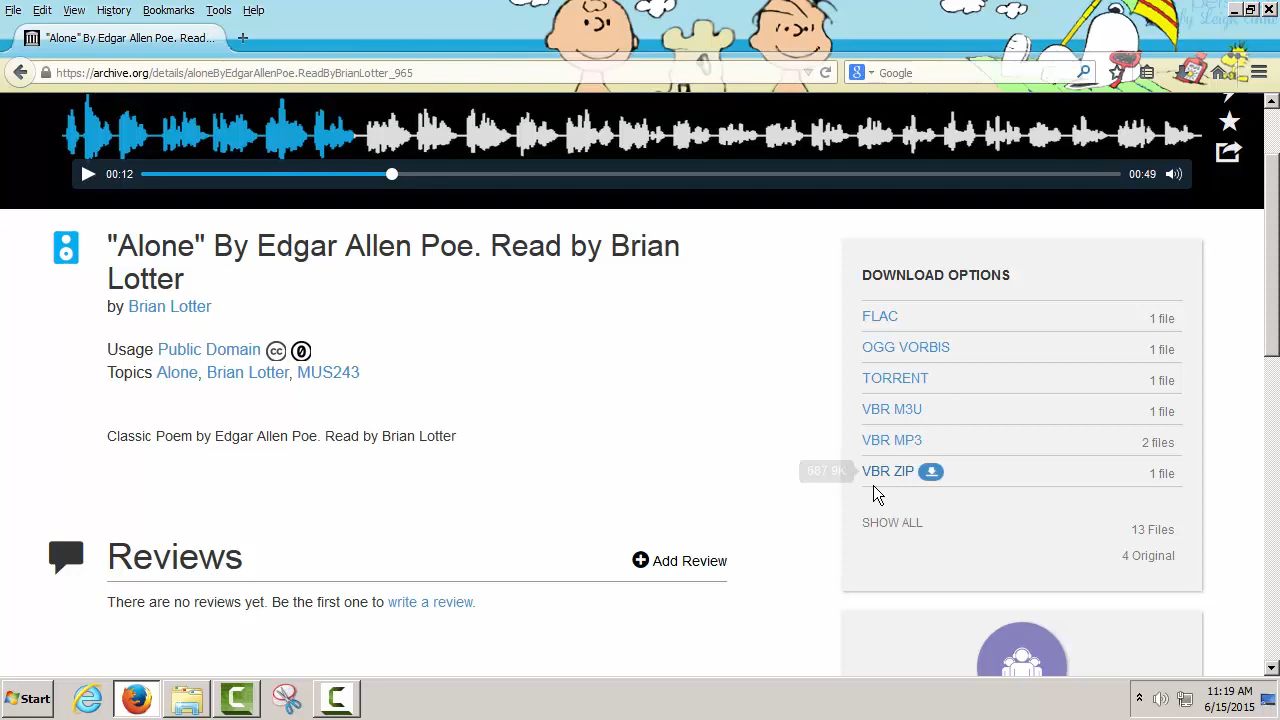 File Edit View History Bookmarks Tools Help
"Alone" By Edgar Allen Poe. Read...
https://archive.org/details/aloneByEdgarAllenPoe.ReadByBrianLotter_965
Google
00:12
00:49
"Alone" By Edgar Allen Poe. Read by Brian
Lotter
by Brian Lotter
Usage Public Domain cc 0
Topics Alone, Brian Lotter, MUS243
Classic Poem by Edgar Allen Poe. Read by Brian Lotter
Reviews
Add Review
There are no reviews yet. Be the first one to write a review.
DOWNLOAD OPTIONS
FLAC 1 file
OGG VORBIS 1 file
TORRENT 1 file
VBR M3U 1 file
VBR MP3 2 files
687.9K VBR ZIP 1 file
SHOW ALL 13 Files
4 Original
Start
11:19 AM
6/15/2015